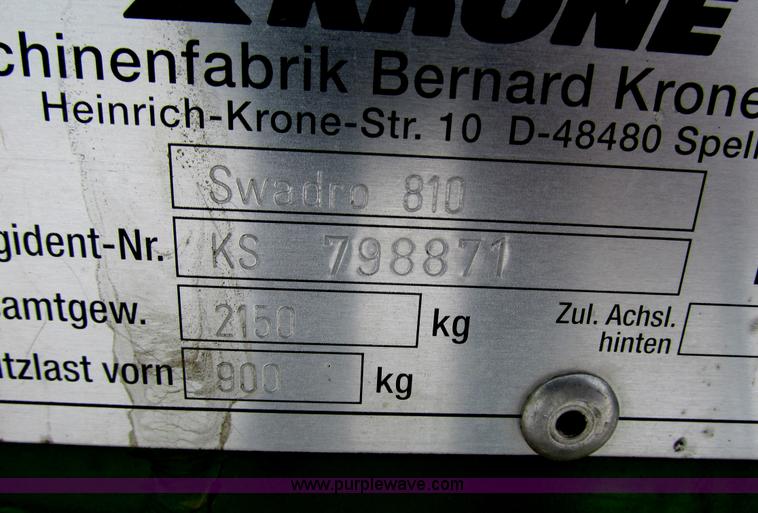 KRONE
chinenfabrik Bernard Krone
Heinrich-Krone-Str. 10 D-48480 Spell
Swadro 810
gident-Nr. KS 798871
amtgew. 2150 kg Zul. Achsl. hinten
tzlast vorn 900 kg
www.purplewave.com